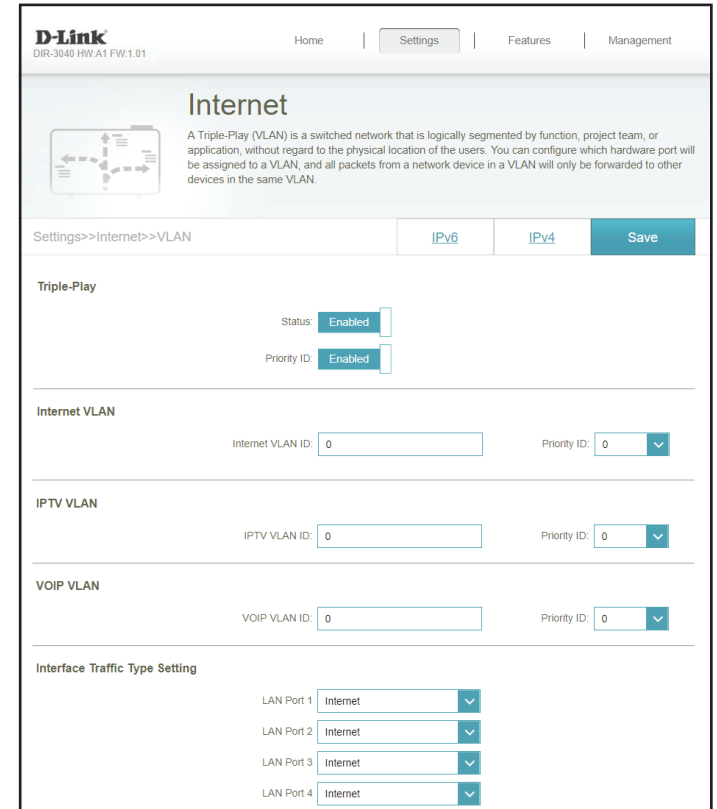 D-Link
DIR-3040 HW:A1 FW:1.01
Home | Settings | Features | Management
Internet
A Triple-Play (VLAN) is a switched network that is logically segmented by function, project team, or
application, without regard to the physical location of the users. You can configure which hardware port will
be assigned to a VLAN, and all packets from a network device in a VLAN will only be forwarded to other
devices in the same VLAN.
Settings>>Internet>>VLAN IPv6 IPv4 Save
Triple-Play
Status: Enabled
Priority ID: Enabled
Internet VLAN
Internet VLAN ID: 0 Priority ID: 0
IPTV VLAN
IPTV VLAN ID: 0 Priority ID: 0
VOIP VLAN
VOIP VLAN ID: 0 Priority ID: 0
Interface Traffic Type Setting
LAN Port 1 Internet
LAN Port 2 Internet
LAN Port 3 Internet
LAN Port 4 Internet